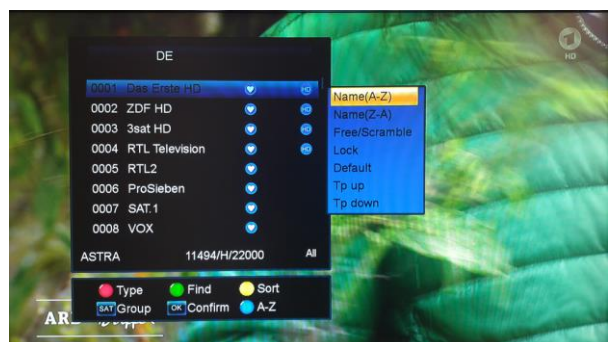 DE
0001 Das Erste HD HD
0002 ZDF HD HD
0003 3sat HD HD
0004 RTL Television HD
0005 RTL2
0006 ProSieben
0007 SAT.1
0008 VOX
ASTRA 11494/H/22000 All
Type Find Sort
SAT Group OK Confirm A-Z
Name(A-Z)
Name(Z-A)
Free/Scramble
Lock
Default
Tp up
Tp down
HD
AR